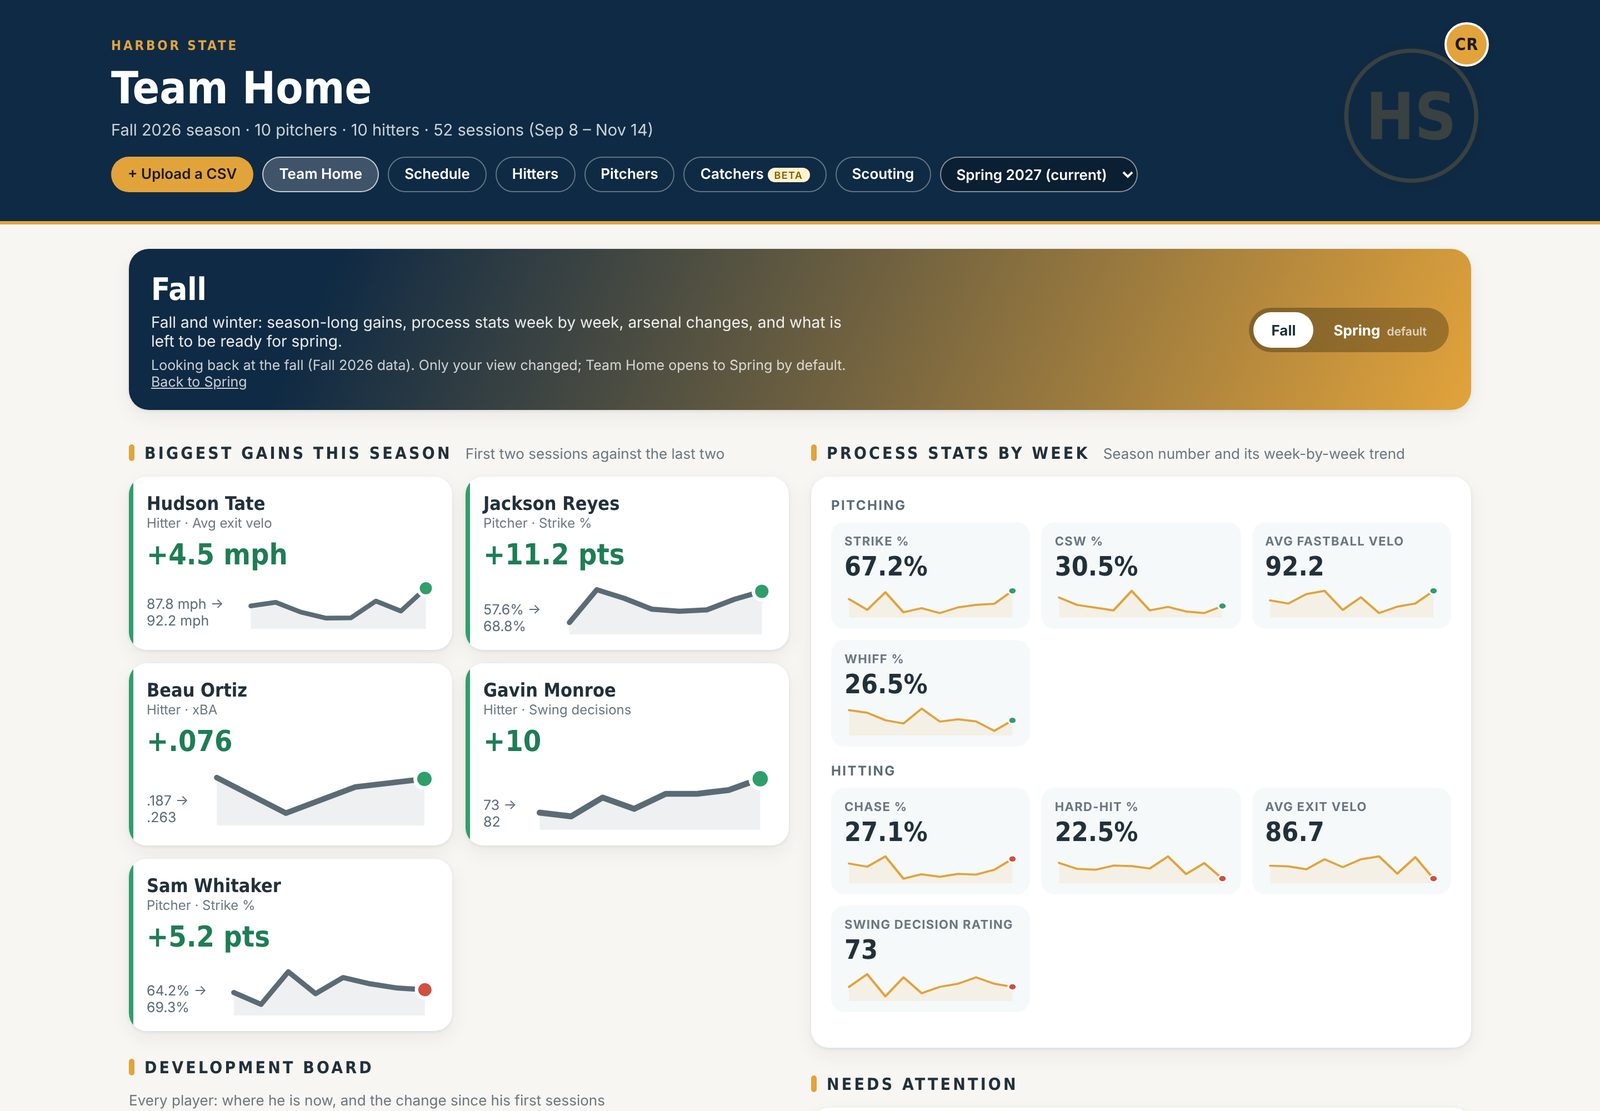 HARBOR STATE
Team Home
Fall 2026 season · 10 pitchers · 10 hitters · 52 sessions (Sep 8 – Nov 14)
CR
HS
+ Upload a CSV
Team Home
Schedule
Hitters
Pitchers
Catchers BETA
Scouting
Spring 2027 (current)
Fall
Fall and winter: season-long gains, process stats week by week, arsenal changes, and what is
left to be ready for spring.
Looking back at the fall (Fall 2026 data). Only your view changed; Team Home opens to Spring by default.
Back to Spring
Fall
Spring default
BIGGEST GAINS THIS SEASON First two sessions against the last two
Hudson Tate
Hitter · Avg exit velo
+4.5 mph
87.8 mph →
92.2 mph
Jackson Reyes
Pitcher · Strike %
+11.2 pts
57.6% →
68.8%
Beau Ortiz
Hitter · xBA
+.076
.187 →
.263
Gavin Monroe
Hitter · Swing decisions
+10
73 →
82
Sam Whitaker
Pitcher · Strike %
+5.2 pts
64.2% →
69.3%
DEVELOPMENT BOARD
Every player: where he is now, and the change since his first sessions
PROCESS STATS BY WEEK Season number and its week-by-week trend
PITCHING
STRIKE %
67.2%
CSW %
30.5%
AVG FASTBALL VELO
92.2
WHIFF %
26.5%
HITTING
CHASE %
27.1%
HARD-HIT %
22.5%
AVG EXIT VELO
86.7
SWING DECISION RATING
73
NEEDS ATTENTION